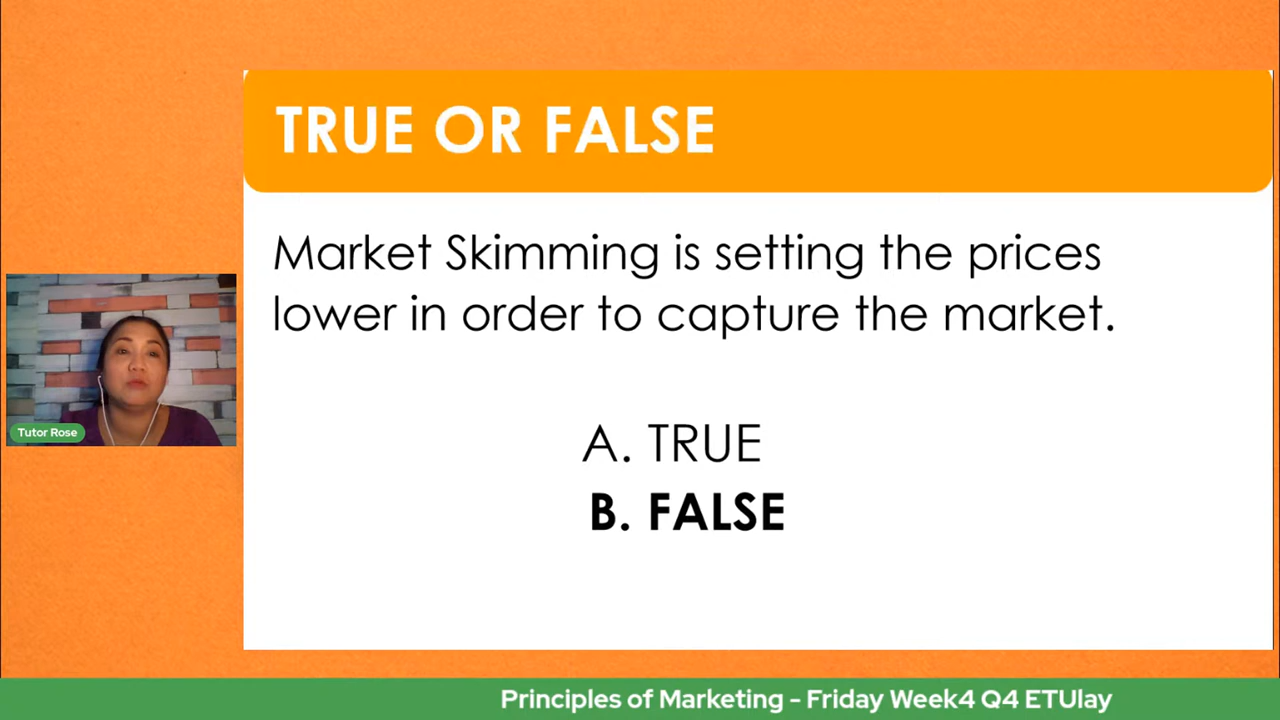 TRUE OR FALSE
Market Skimming is setting the prices
lower in order to capture the market.
A. TRUE
B. FALSE
Tutor Rose
Principles of Marketing - Friday Week4 Q4 ETUlay